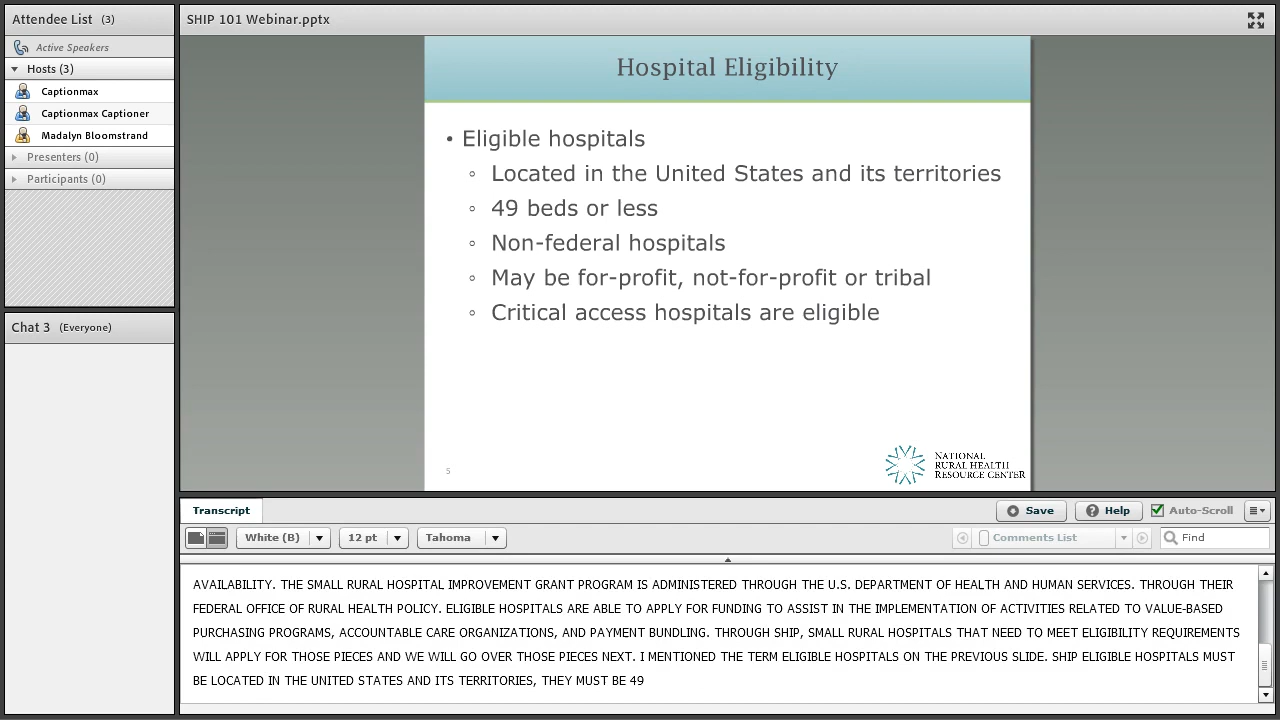 Attendee List (3)
Active Speakers
Hosts (3)
Captionmax
Captionmax Captioner
Madalyn Bloomstrand
Presenters (0)
Participants (0)
Chat 3 (Everyone)
SHIP 101 Webinar.pptx
Hospital Eligibility
• Eligible hospitals
◦ Located in the United States and its territories
◦ 49 beds or less
◦ Non-federal hospitals
◦ May be for-profit, not-for-profit or tribal
◦ Critical access hospitals are eligible
5
NATIONAL
RURAL HEALTH
RESOURCE CENTER
Transcript
Save
Help
Auto-Scroll
White (B)
12 pt
Tahoma
Comments List
Find
AVAILABILITY. THE SMALL RURAL HOSPITAL IMPROVEMENT GRANT PROGRAM IS ADMINISTERED THROUGH THE U.S. DEPARTMENT OF HEALTH AND HUMAN SERVICES. THROUGH THEIR
FEDERAL OFFICE OF RURAL HEALTH POLICY. ELIGIBLE HOSPITALS ARE ABLE TO APPLY FOR FUNDING TO ASSIST IN THE IMPLEMENTATION OF ACTIVITIES RELATED TO VALUE-BASED
PURCHASING PROGRAMS, ACCOUNTABLE CARE ORGANIZATIONS, AND PAYMENT BUNDLING. THROUGH SHIP, SMALL RURAL HOSPITALS THAT NEED TO MEET ELIGIBILITY REQUIREMENTS
WILL APPLY FOR THOSE PIECES AND WE WILL GO OVER THOSE PIECES NEXT. I MENTIONED THE TERM ELIGIBLE HOSPITALS ON THE PREVIOUS SLIDE. SHIP ELIGIBLE HOSPITALS MUST
BE LOCATED IN THE UNITED STATES AND ITS TERRITORIES, THEY MUST BE 49